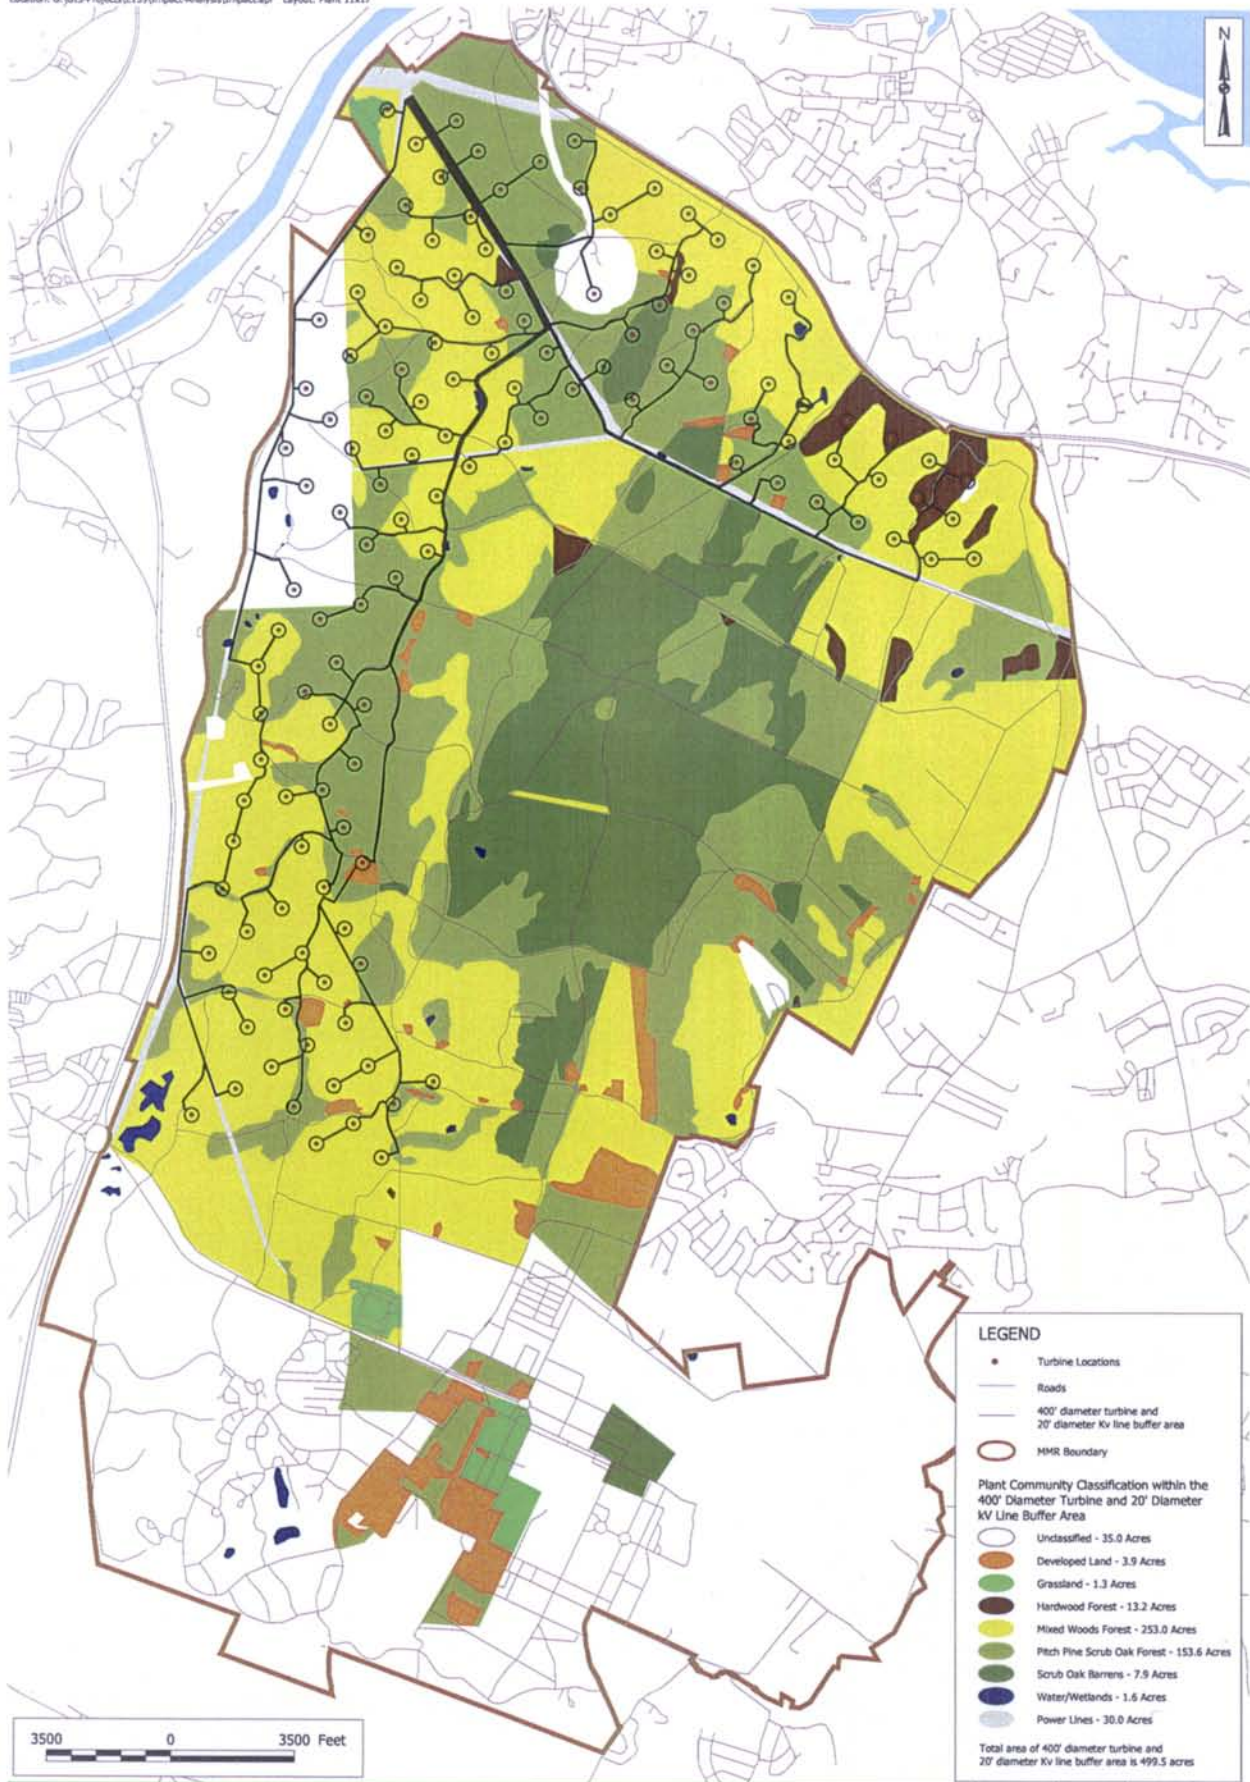 N
LEGEND
Turbine Locations
Roads
400' diameter turbine and
20' diameter Kv line buffer area
MMR Boundary
Plant Community Classification within the
400' Diameter Turbine and 20' Diameter
kV Line Buffer Area
Unclassified - 35.0 Acres
Developed Land - 3.9 Acres
Grassland - 1.3 Acres
Hardwood Forest - 13.2 Acres
Mixed Woods Forest - 253.0 Acres
Pitch Pine Scrub Oak Forest - 153.6 Acres
Scrub Oak Barrens - 7.9 Acres
Water/Wetlands - 1.6 Acres
Power Lines - 30.0 Acres
Total area of 400' diameter turbine and
20' diameter Kv line buffer area is 499.5 acres
3500 0 3500 Feet